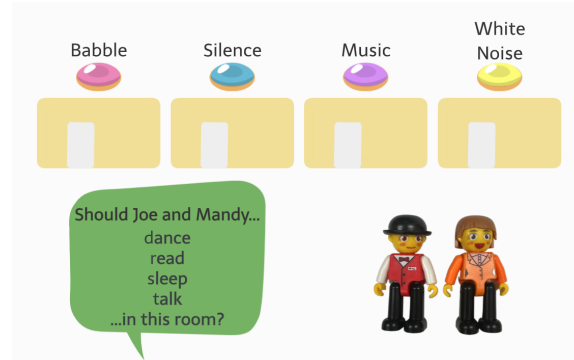 Babble
Silence
Music
White
Noise
Should Joe and Mandy...
dance
read
sleep
talk
...in this room?